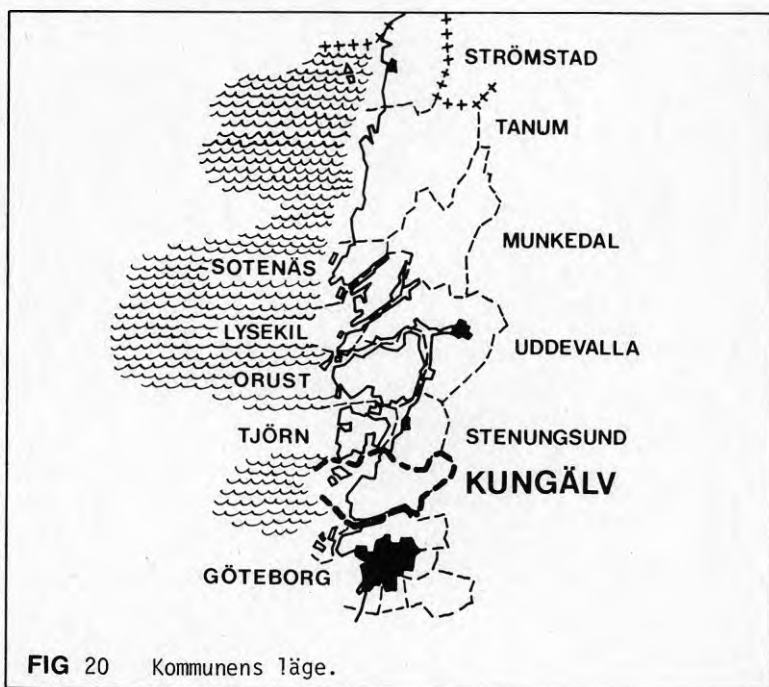 STRÖMSTAD
TANUM
MUNKEDAL
SOTENÄS
LYSEKIL
UDDEVALLA
ORUST
TJÖRN
STENUNGSUND
KUNGÄLV
GÖTEBORG
FIG 20 Kommunens läge.